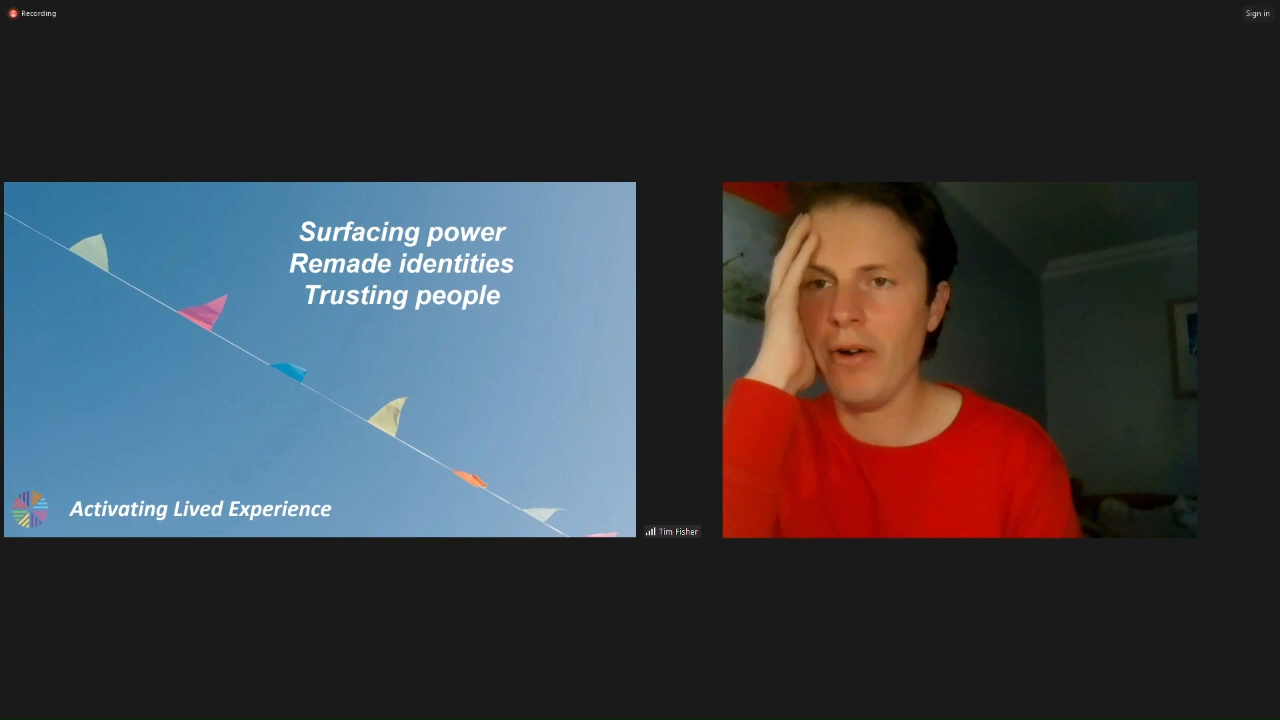 Recording
Sign in
Surfacing power
Remade identities
Trusting people
Activating Lived Experience
Tim Fisher